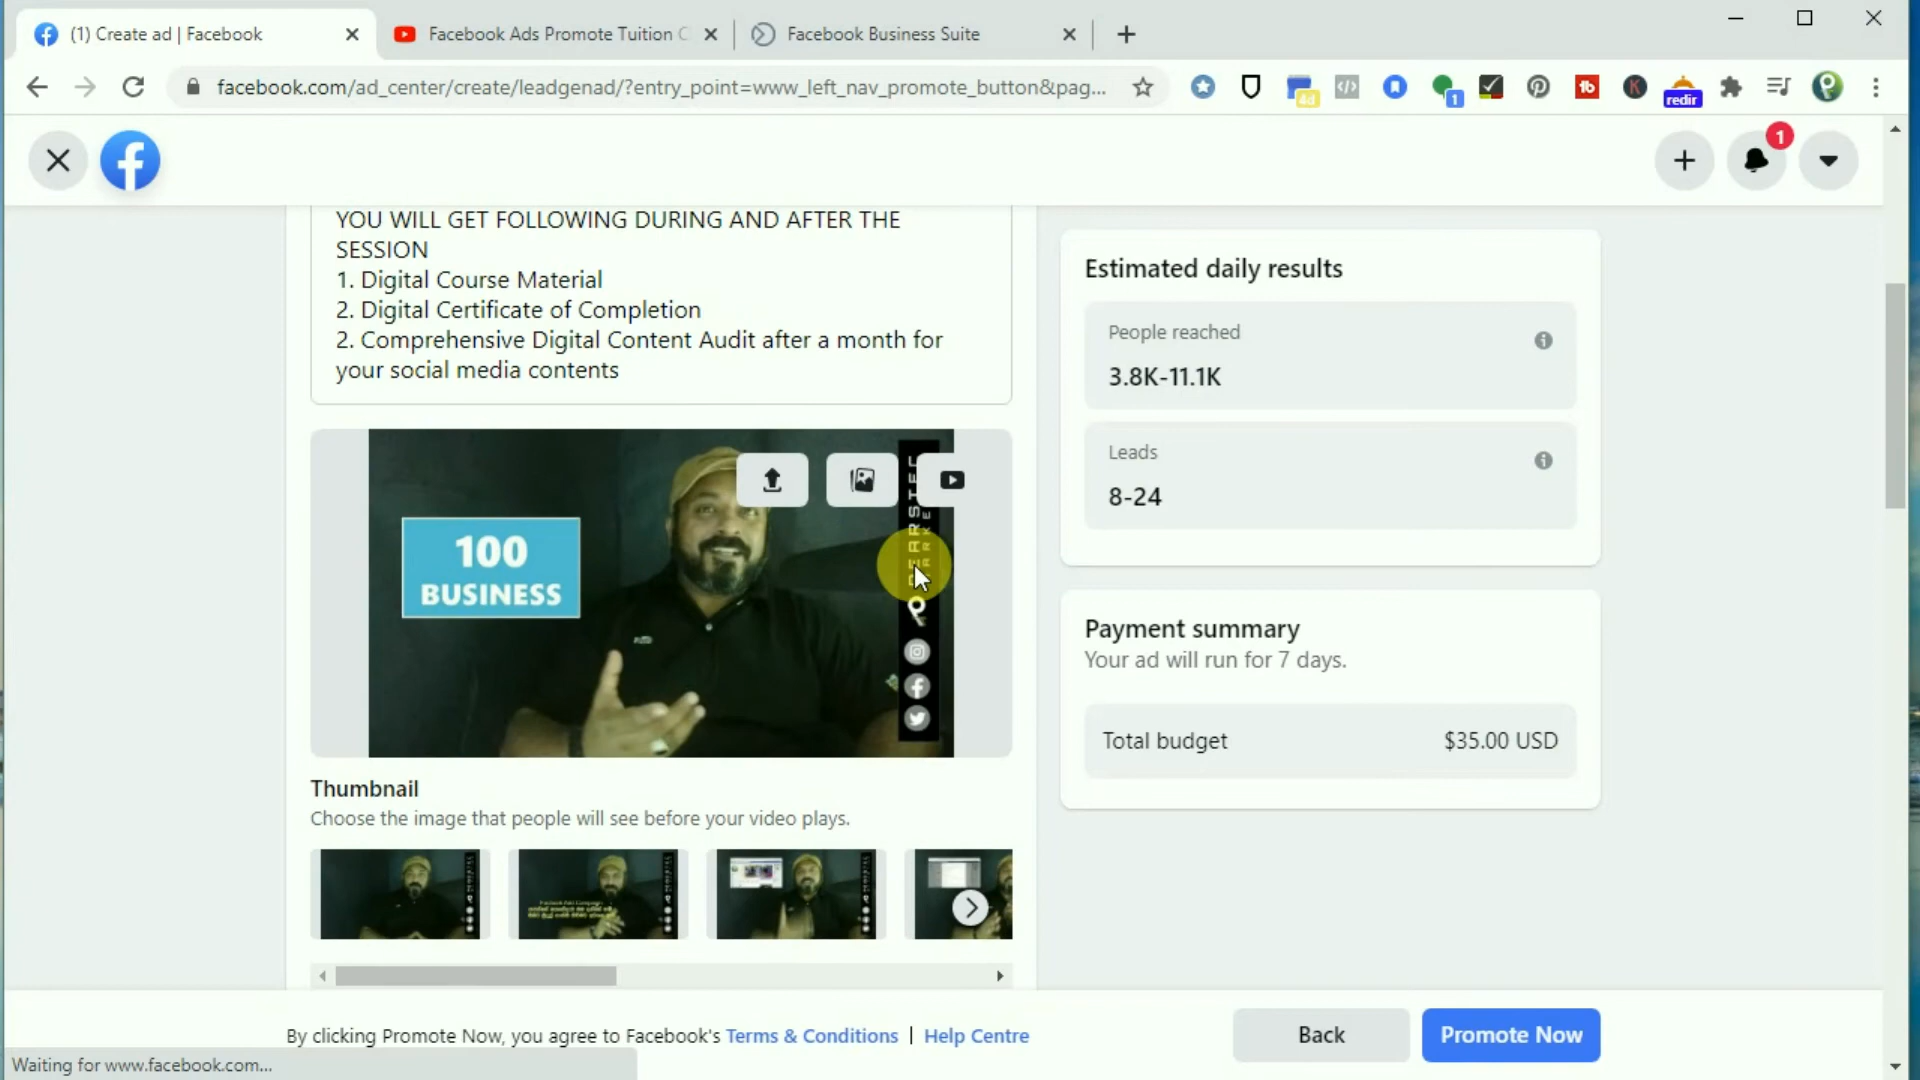 (1) Create ad | Facebook
Facebook Ads Promote Tuition C
Facebook Business Suite
facebook.com/ad_center/create/leadgenad/?entry_point=www_left_nav_promote_button&pag...
4d
1
redir
1
YOU WILL GET FOLLOWING DURING AND AFTER THE
SESSION
1. Digital Course Material
2. Digital Certificate of Completion
2. Comprehensive Digital Content Audit after a month for
your social media contents
100
BUSINESS
Thumbnail
Choose the image that people will see before your video plays.
Estimated daily results
People reached
3.8K-11.1K
Leads
8-24
Payment summary
Your ad will run for 7 days.
Total budget
$35.00 USD
By clicking Promote Now, you agree to Facebook's Terms & Conditions | Help Centre
Back
Promote Now
Waiting for www.facebook.com...